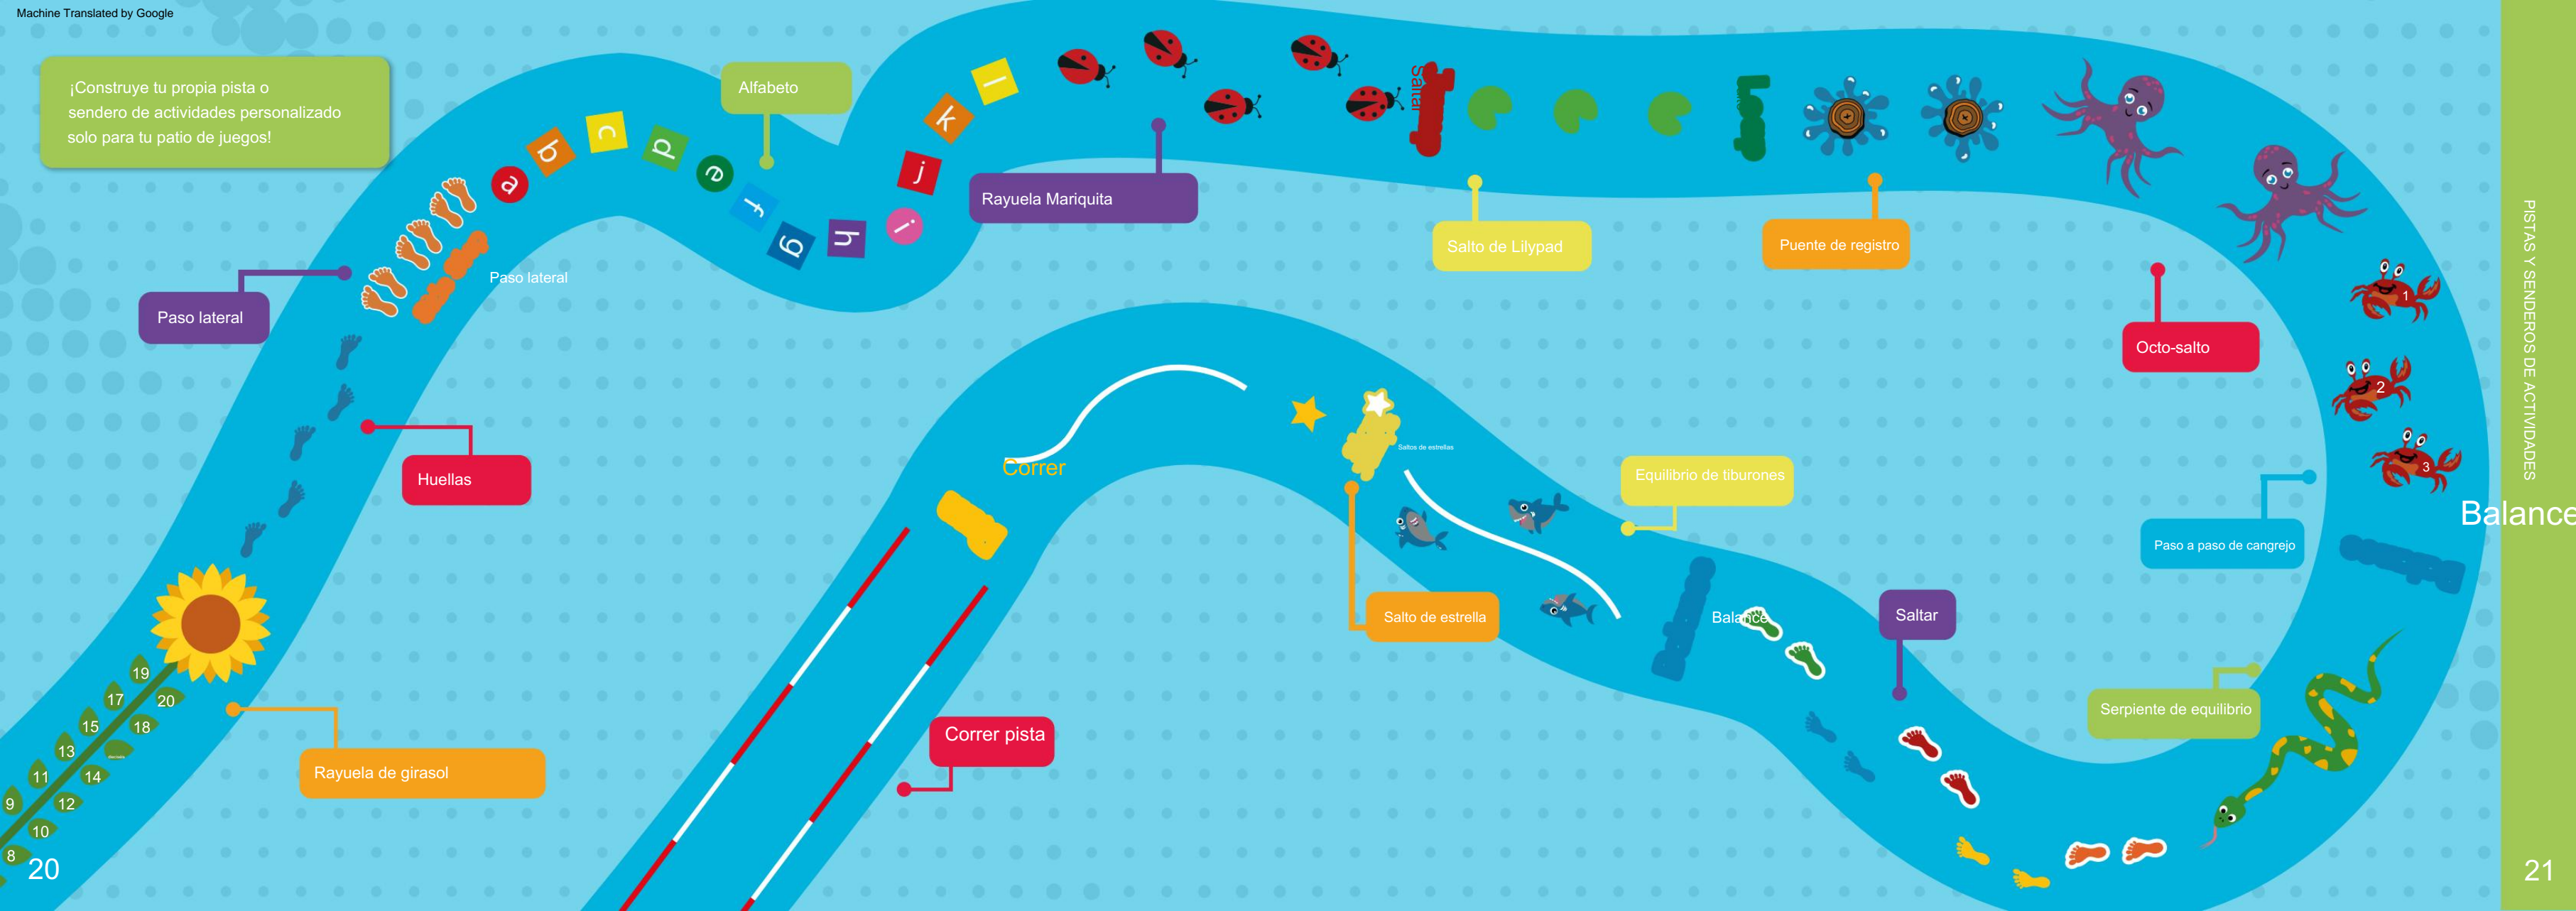 Machine Translated by Google
¡Construye tu propia pista o
sendero de actividades personalizado
solo para tu patio de juegos!
Alfabeto
a
b
c
d
e
f
g
h
i
j
k
l
Rayuela Mariquita
Saltar
Salto de Lilypad
Puente de registro
Octo-salto
1
2
3
Paso a paso de cangrejo
Balance
Serpiente de equilibrio
Saltar
Balance
Equilibrio de tiburones
Saltos de estrellas
Salto de estrella
Correr
Correr pista
Paso lateral
Paso lateral
Huellas
Rayuela de girasol
19
20
17
18
15
13
14
11
12
9
10
8
20
PISTAS Y SENDEROS DE ACTIVIDADES
21